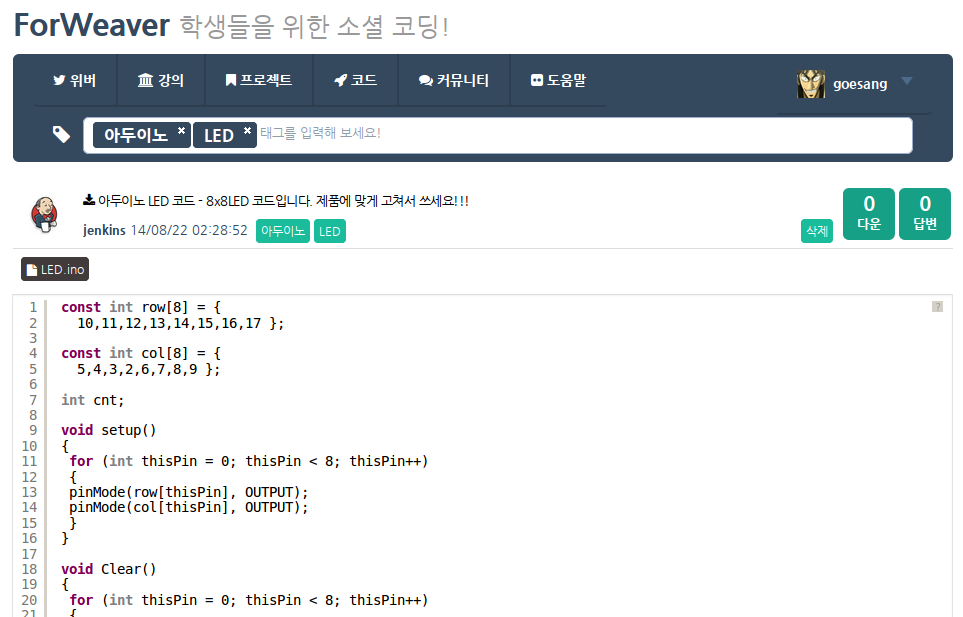 ForWeaver 학생들을 위한 소셜 코딩!
위버 강의 프로젝트 코드 커뮤니티 도움말 goesang
아두이노 × LED × 태그를 입력해 보세요!
아두이노 LED 코드 - 8x8LED 코드입니다. 제품에 맞게 고쳐서 쓰세요!!!
jenkins 14/08/22 02:28:52 아두이노 LED 삭제
0 다운
0 답변
LED.ino
?
1 const int row[8] = {
2 10,11,12,13,14,15,16,17 };
3
4 const int col[8] = {
5 5,4,3,2,6,7,8,9 };
6
7 int cnt;
8
9 void setup()
10 {
11 for (int thisPin = 0; thisPin < 8; thisPin++)
12 {
13 pinMode(row[thisPin], OUTPUT);
14 pinMode(col[thisPin], OUTPUT);
15 }
16 }
17
18 void Clear()
19 {
20 for (int thisPin = 0; thisPin < 8; thisPin++)
21 {